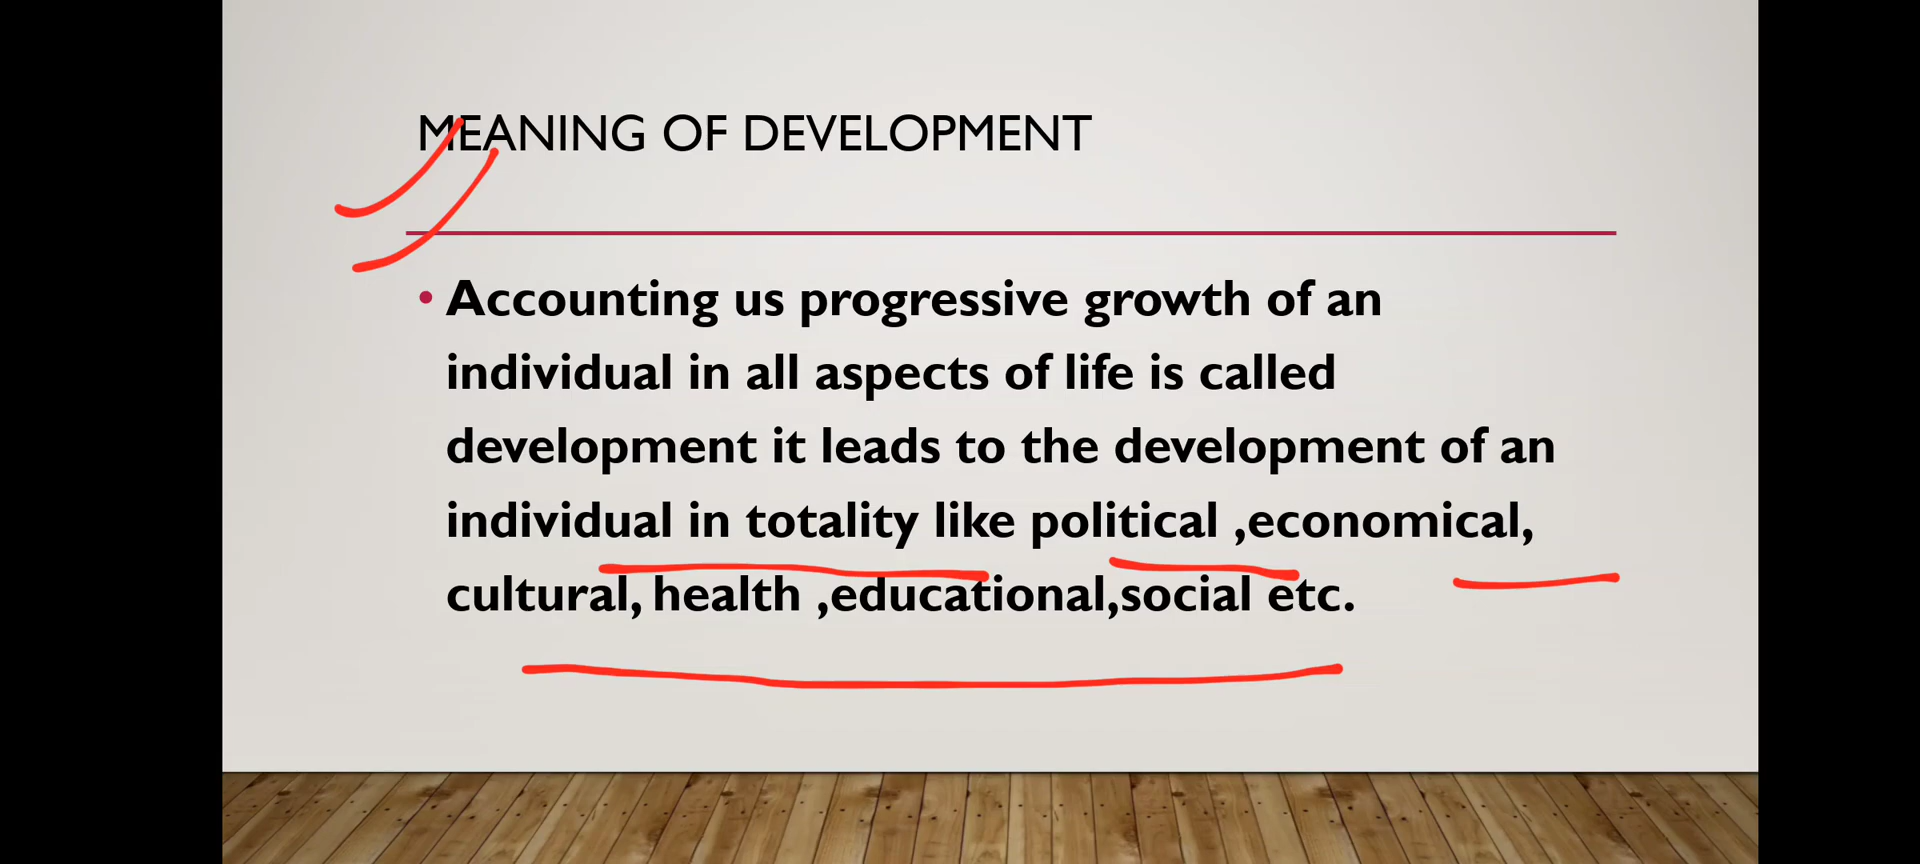 MEANING OF DEVELOPMENT
• Accounting us progressive growth of an
individual in all aspects of life is called
development it leads to the development of an
individual in totality like political ,economical,
cultural, health ,educational,social etc.